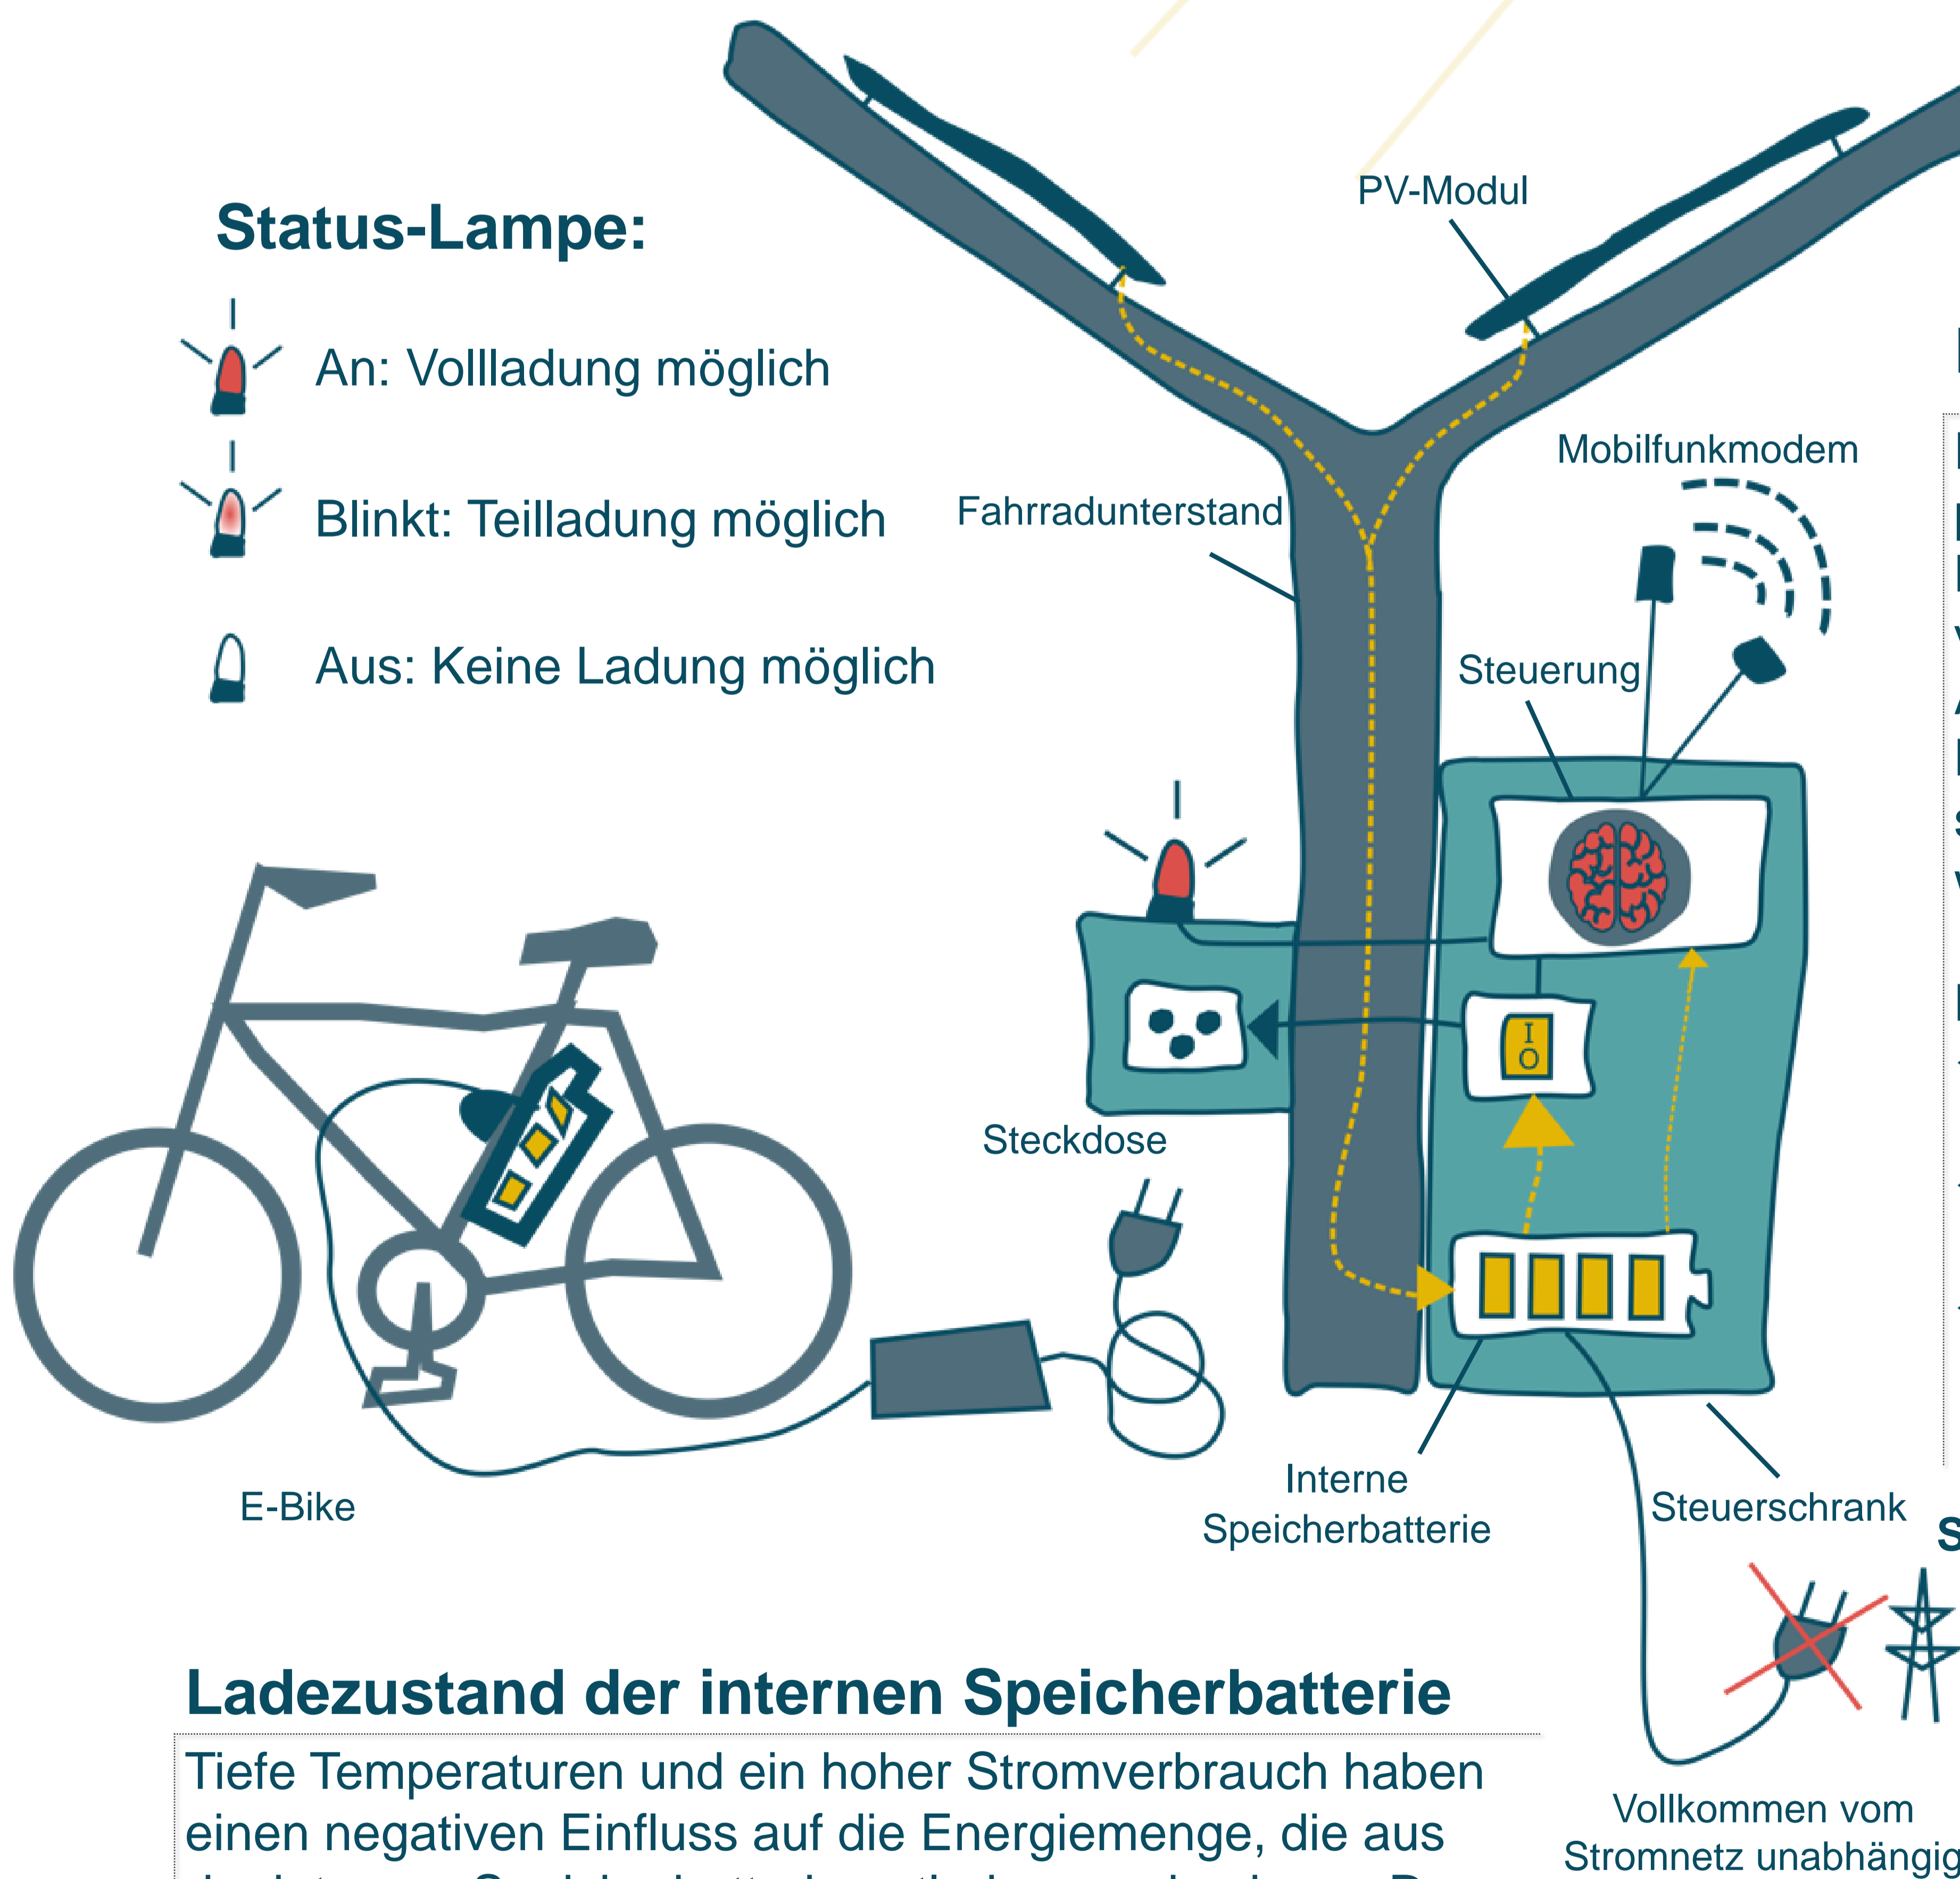 Status-Lampe:
An: Vollladung möglich
Blinkt: Teilladung möglich
Aus: Keine Ladung möglich
PV-Modul
Fahrradunterstand
Mobilfunkmodem
Steuerung
I
O
Steckdose
E-Bike
Interne
Speicherbatterie
Steuerschrank
Vollkommen vom
Stromnetz unabhängig
Ladezustand der internen Speicherbatterie
Tiefe Temperaturen und ein hoher Stromverbrauch haben
einen negativen Einfluss auf die Energiemenge, die aus